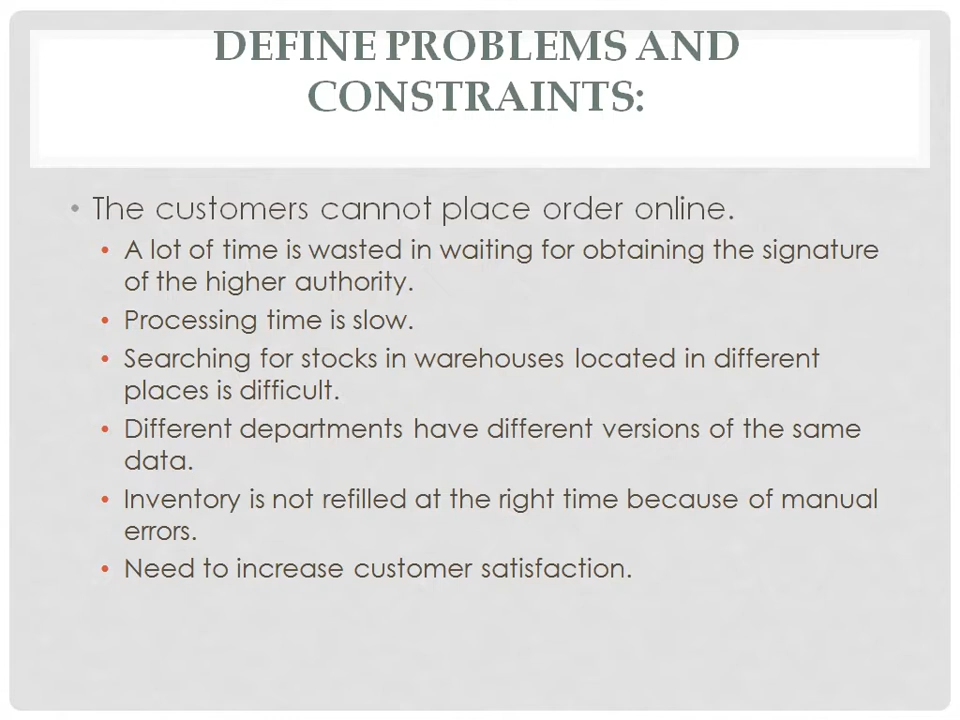 DEFINE PROBLEMS AND
CONSTRAINTS:
• The customers cannot place order online.
• A lot of time is wasted in waiting for obtaining the signature
of the higher authority.
• Processing time is slow.
• Searching for stocks in warehouses located in different
places is difficult.
• Different departments have different versions of the same
data.
• Inventory is not refilled at the right time because of manual
errors.
• Need to increase customer satisfaction.